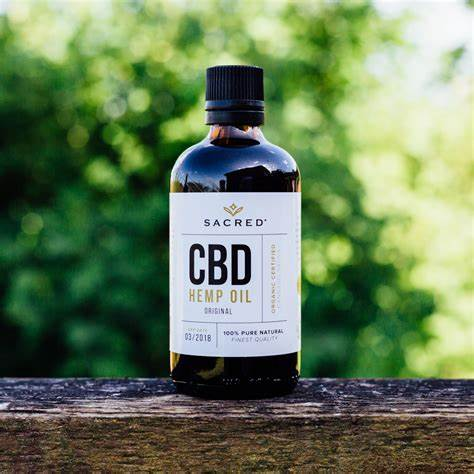 SACRED®
CBD
HEMP OIL
ORIGINAL
ORGANIC CERTIFIED
03/2018
100% PURE NATURAL
FINEST QUALITY